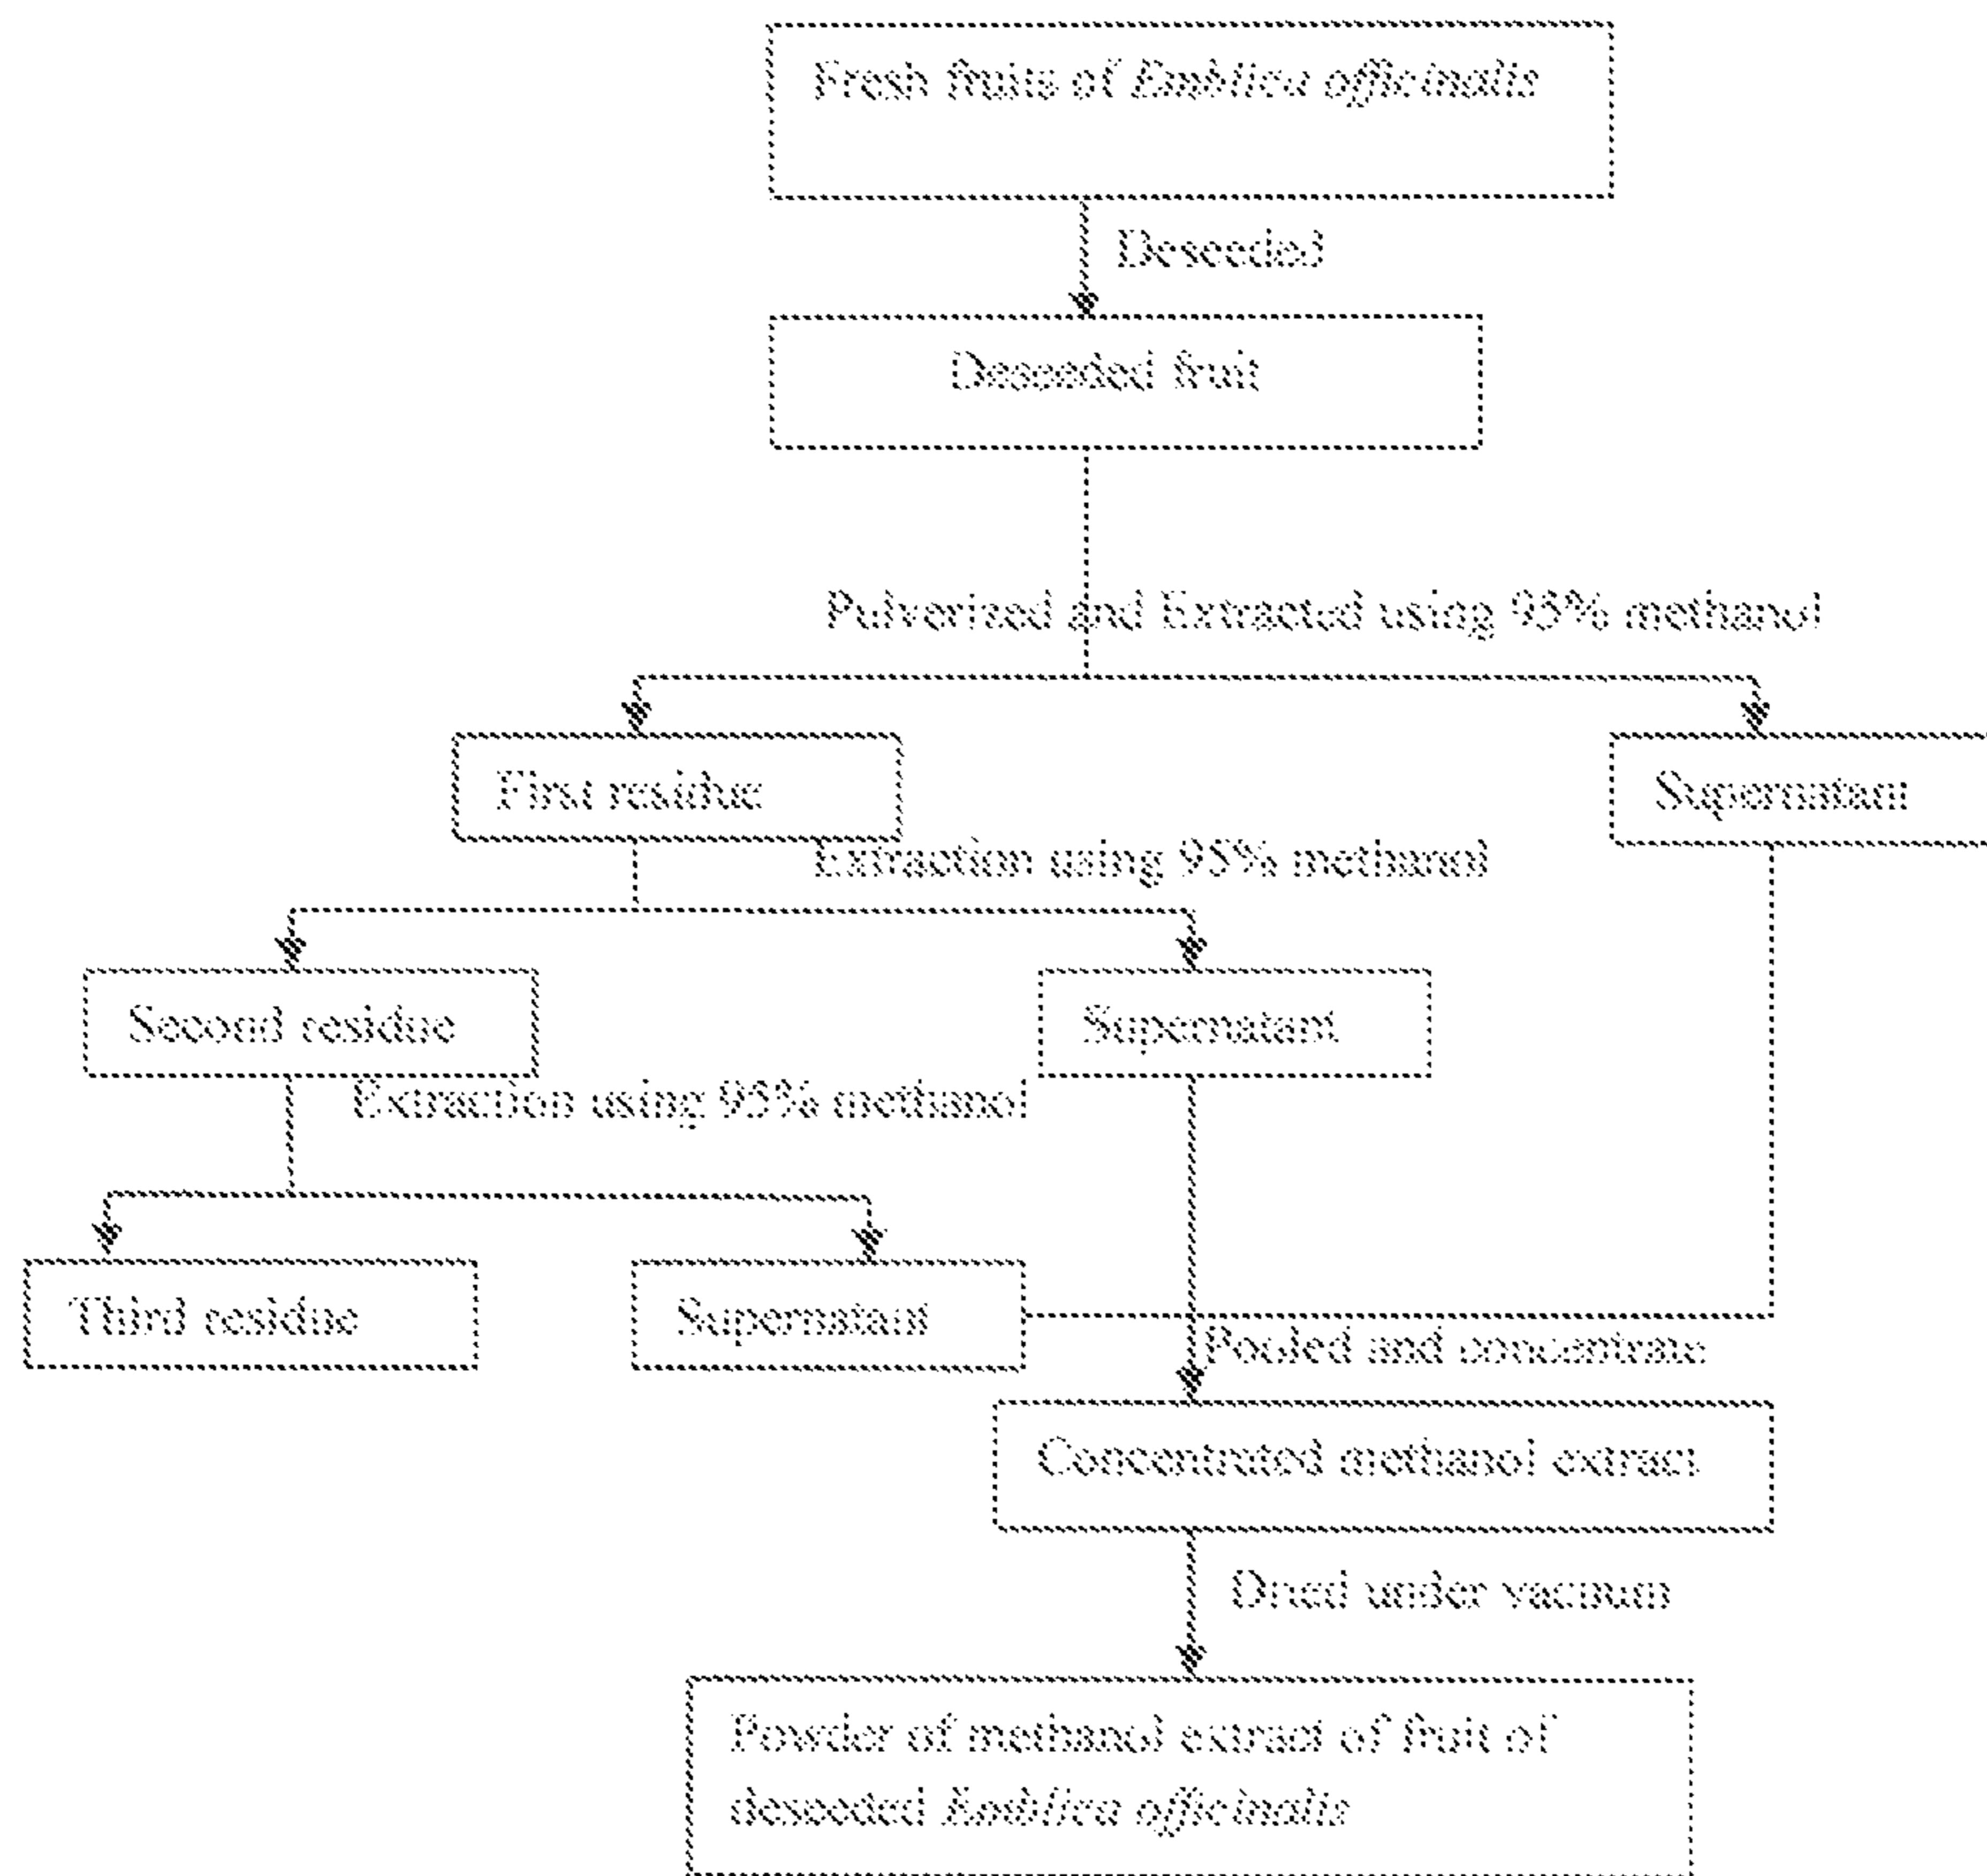 Fresh fruits of Emblica officinalis
Deseeded
Deseeded fruit
Pulverized and Extracted using 95% methanol
First residue
Supernatant
Extraction using 95% methanol
Second residue
Supernatant
Extraction using 95% methanol
Third residue
Supernatant
Pooled and concentrate
Concentrated methanol extract
Dried under vacuum
Powder of methanol extract of fruit of
deseeded Emblica officinalis